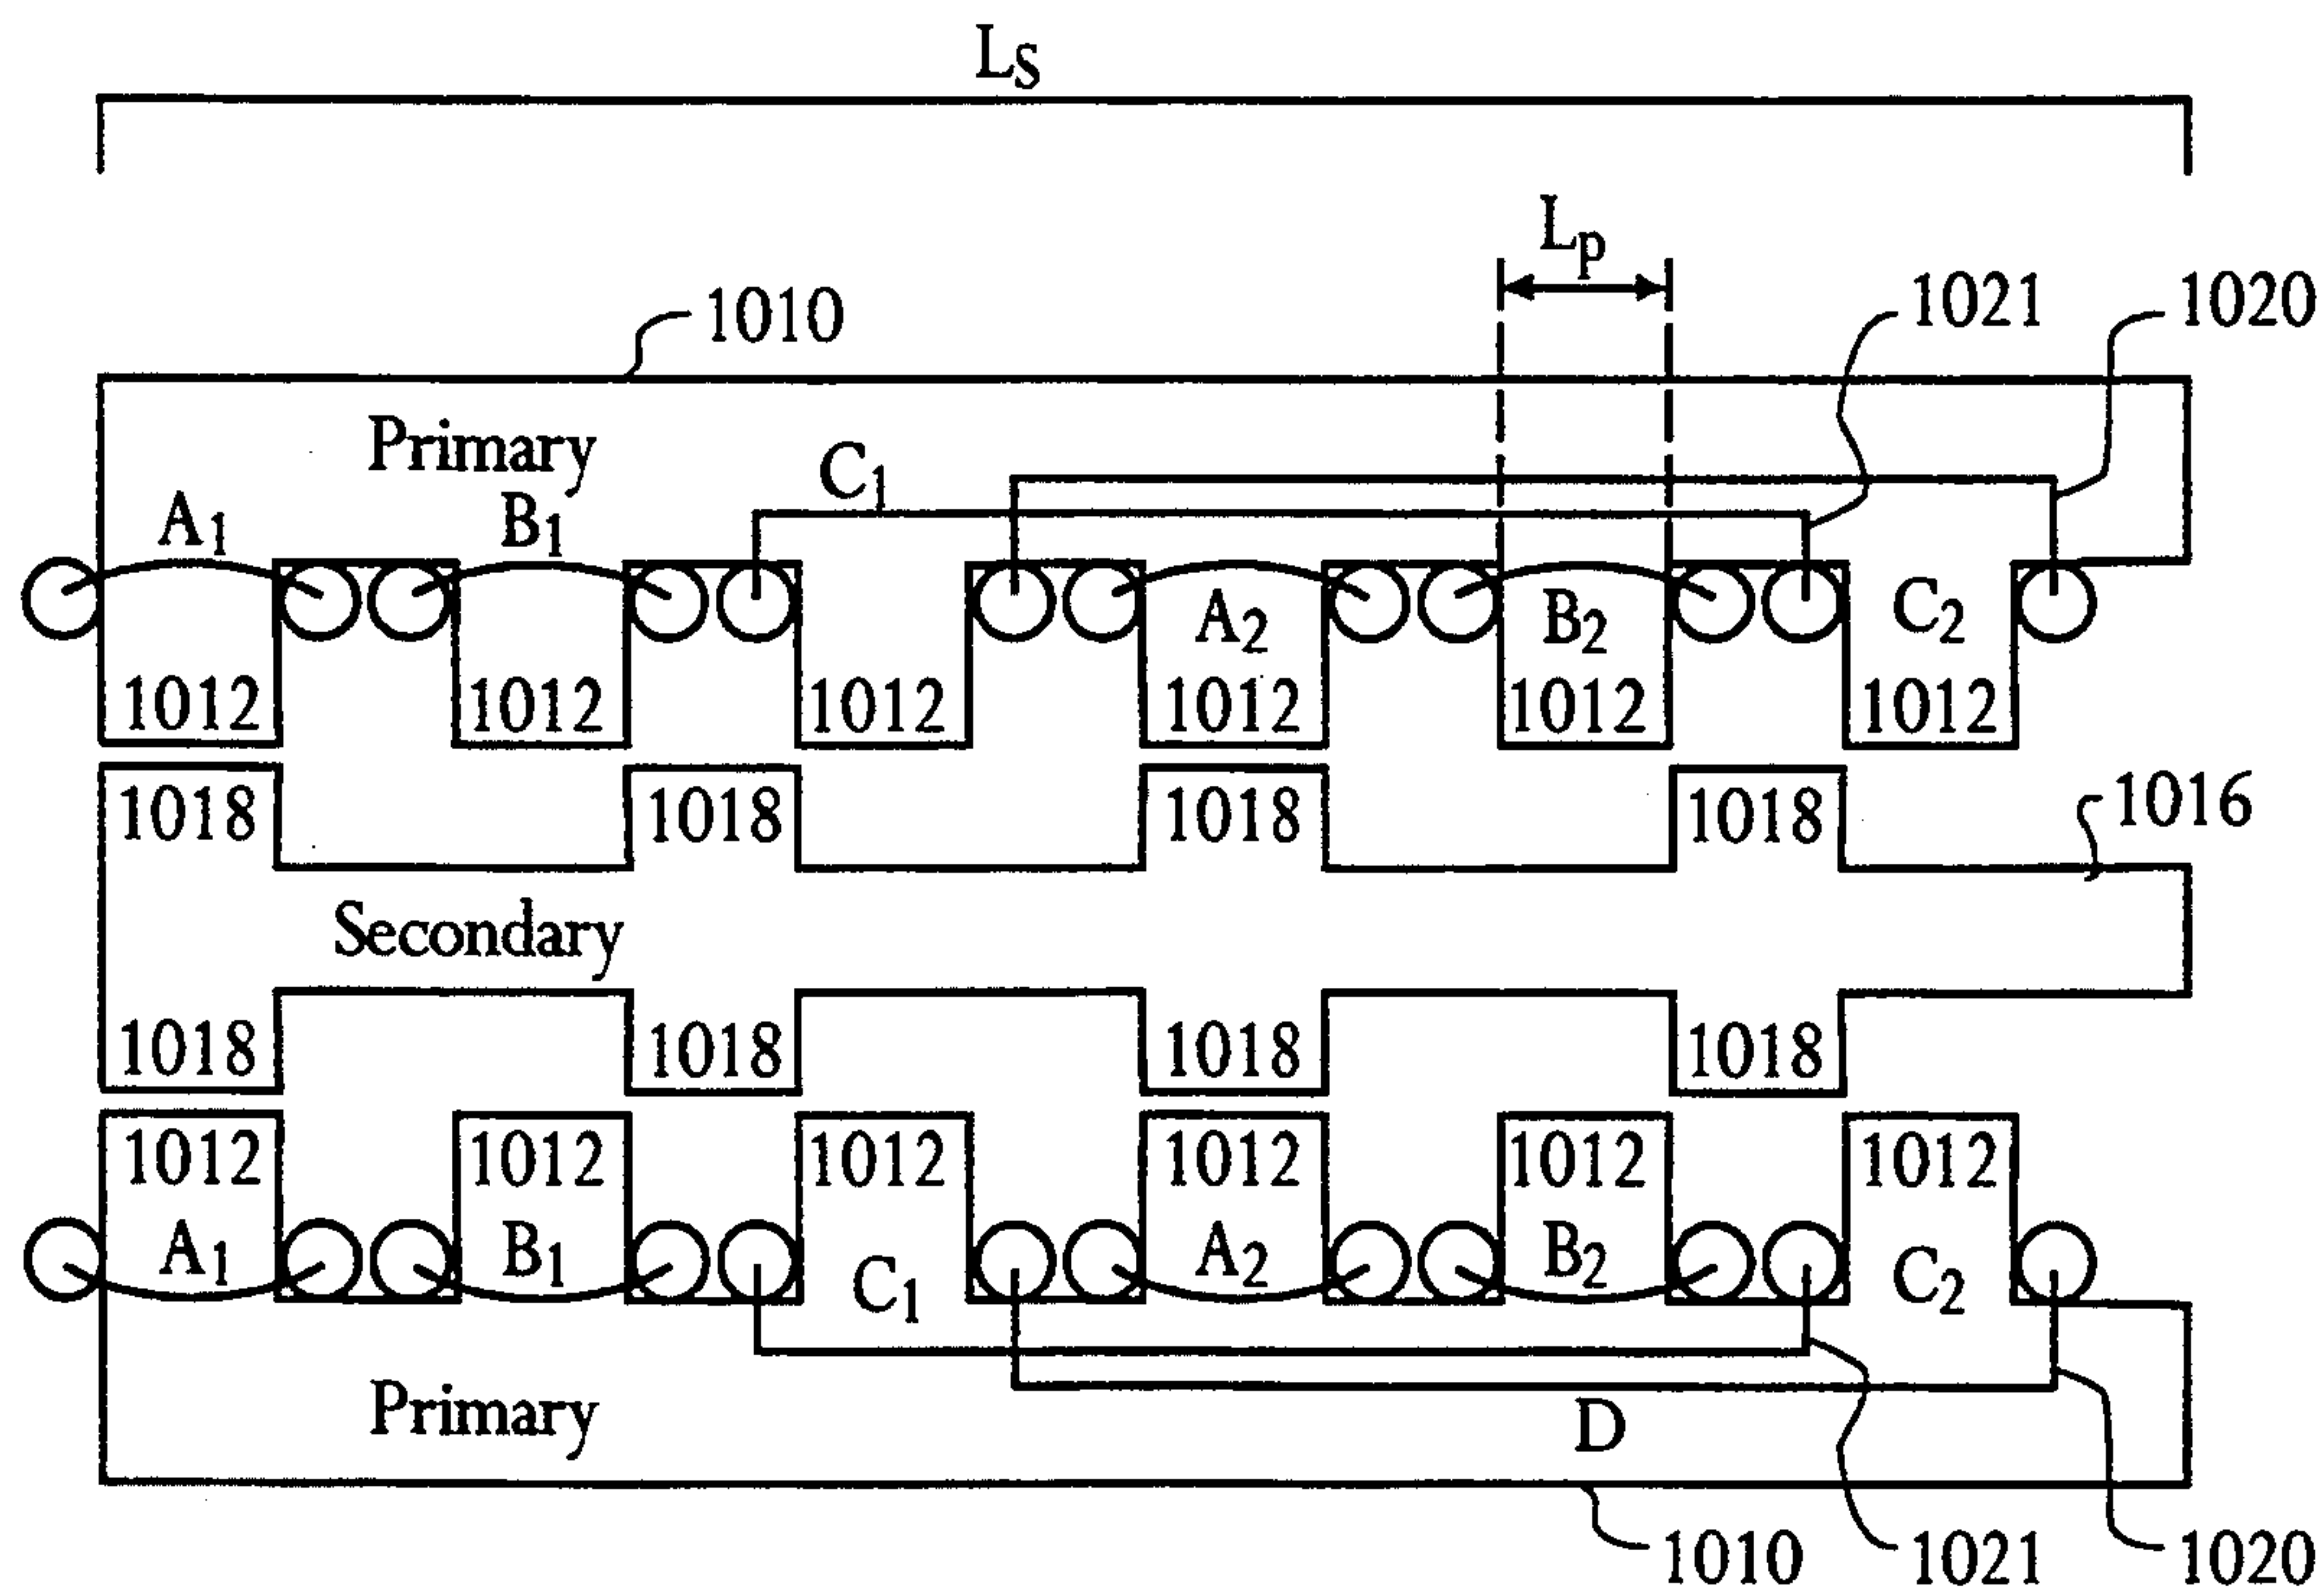 LS
Lp
1010
1021
1020
Primary
C1
A1
B1
A2
B2
C2
1012 1012 1012 1012 1012 1012
1018 1018 1018 1018
1016
Secondary
1018 1018 1018 1018
1012 1012 1012 1012 1012 1012
A1 B1 C1 A2 B2 C2
Primary
D
1010
1021
1020